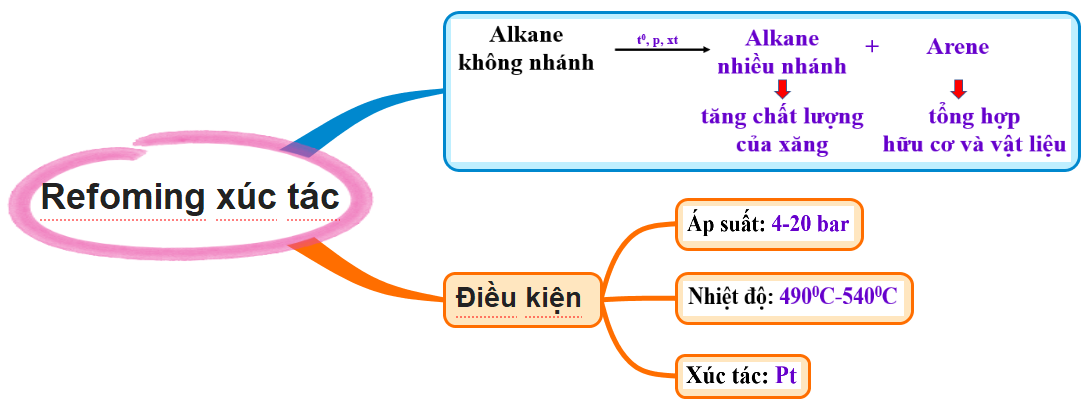 Refoming xúc tác
Alkane
không nhánh
t⁰, p, xt
Alkane
nhiều nhánh
+
Arene
tăng chất lượng
của xăng
tổng hợp
hữu cơ và vật liệu
Điều kiện
Áp suất: 4-20 bar
Nhiệt độ: 490⁰C-540⁰C
Xúc tác: Pt